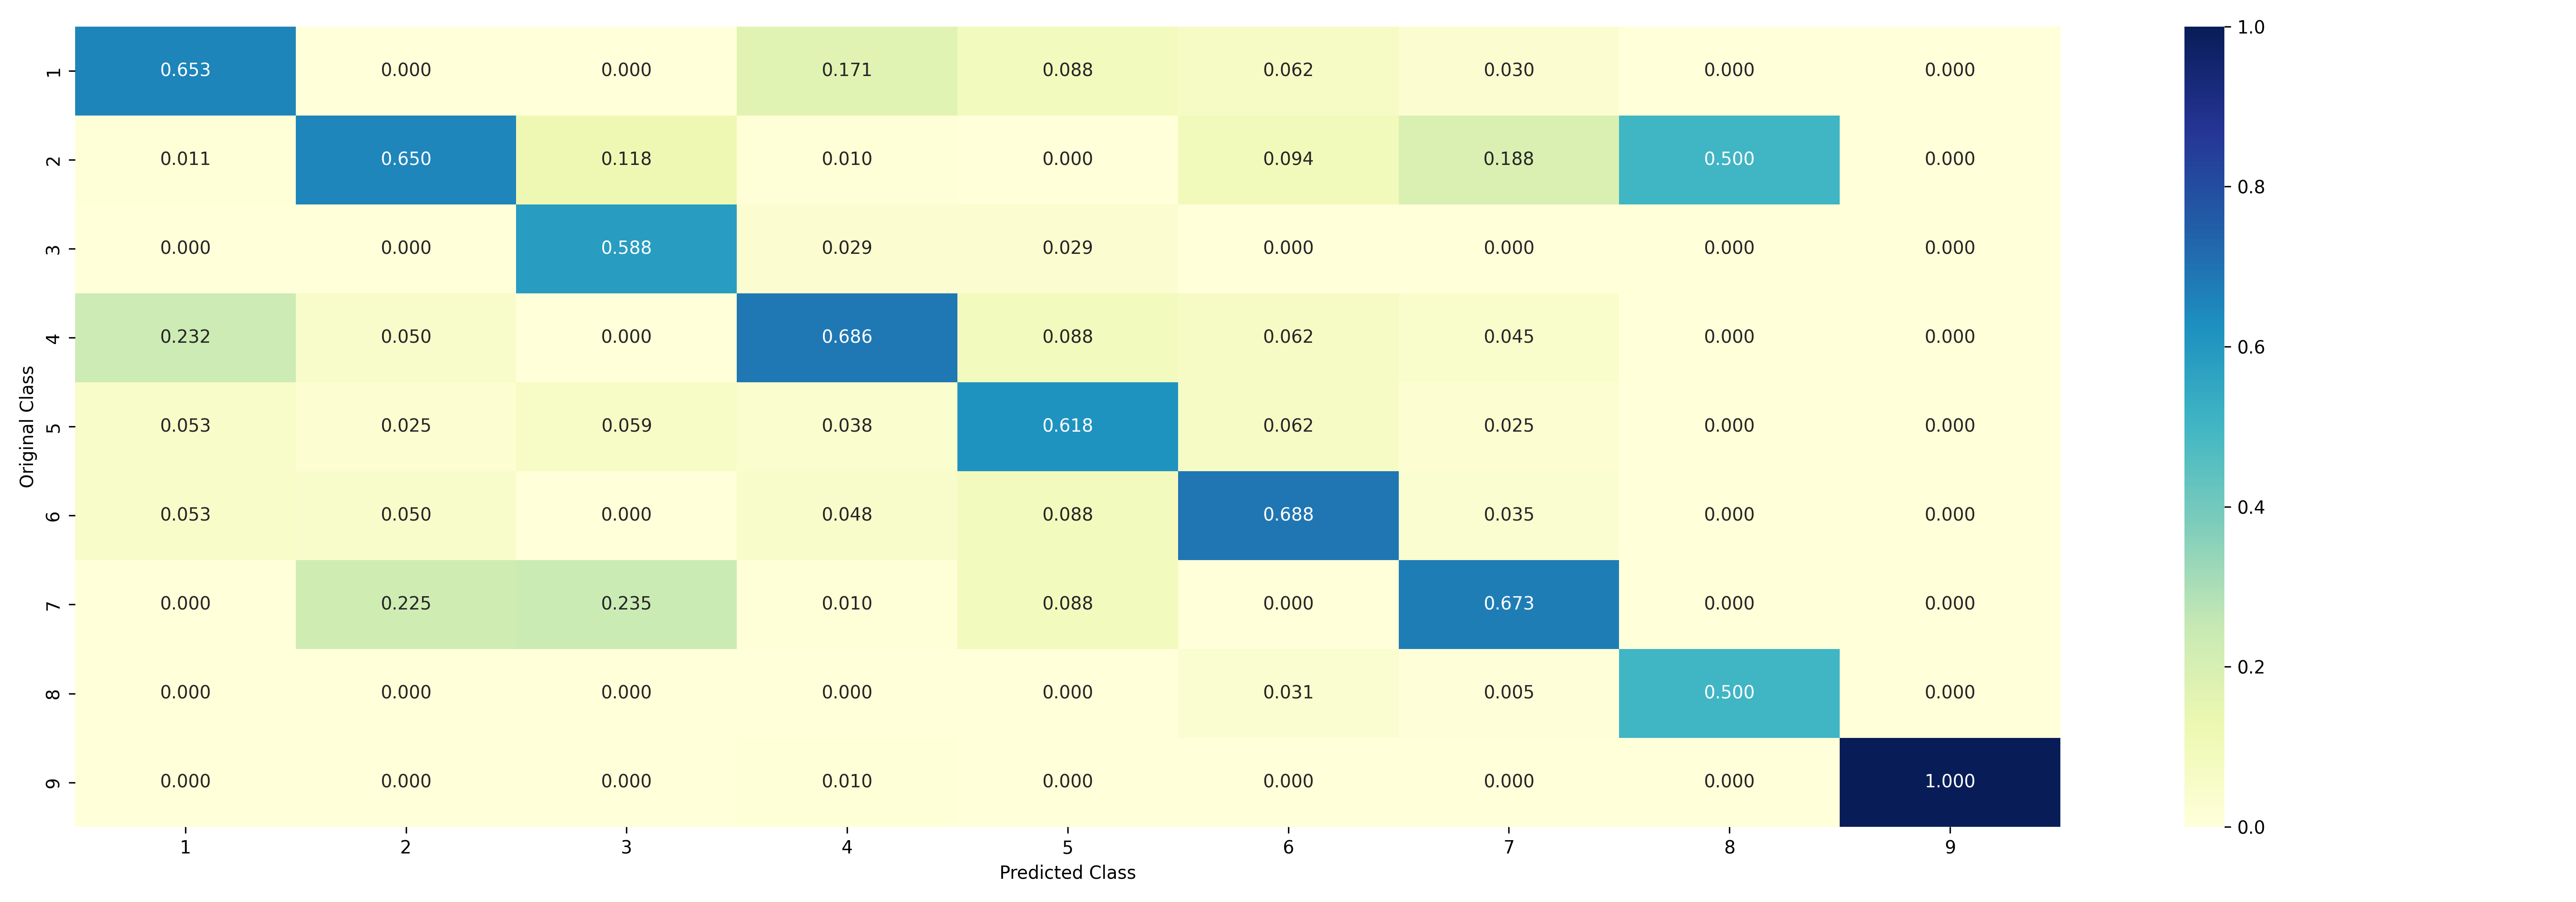 1 0.653 0.000 0.000 0.171 0.088 0.062 0.030 0.000 0.000
2 0.011 0.650 0.118 0.010 0.000 0.094 0.188 0.500 0.000
3 0.000 0.000 0.588 0.029 0.029 0.000 0.000 0.000 0.000
4 0.232 0.050 0.000 0.686 0.088 0.062 0.045 0.000 0.000
5 0.053 0.025 0.059 0.038 0.618 0.062 0.025 0.000 0.000
6 0.053 0.050 0.000 0.048 0.088 0.688 0.035 0.000 0.000
7 0.000 0.225 0.235 0.010 0.088 0.000 0.673 0.000 0.000
8 0.000 0.000 0.000 0.000 0.000 0.031 0.005 0.500 0.000
9 0.000 0.000 0.000 0.010 0.000 0.000 0.000 0.000 1.000
1 2 3 4 5 6 7 8 9
Predicted Class
Original Class
1.0
0.8
0.6
0.4
0.2
0.0